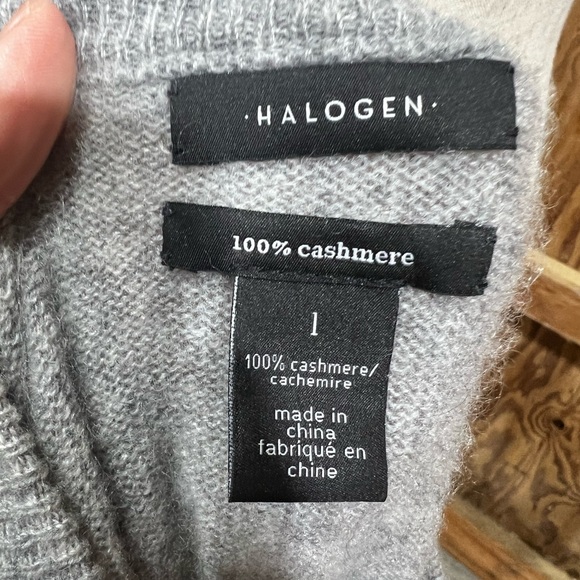 ·HALOGEN·
100% cashmere
l
100% cashmere/
cachemire
made in
china
fabriqué en
chine